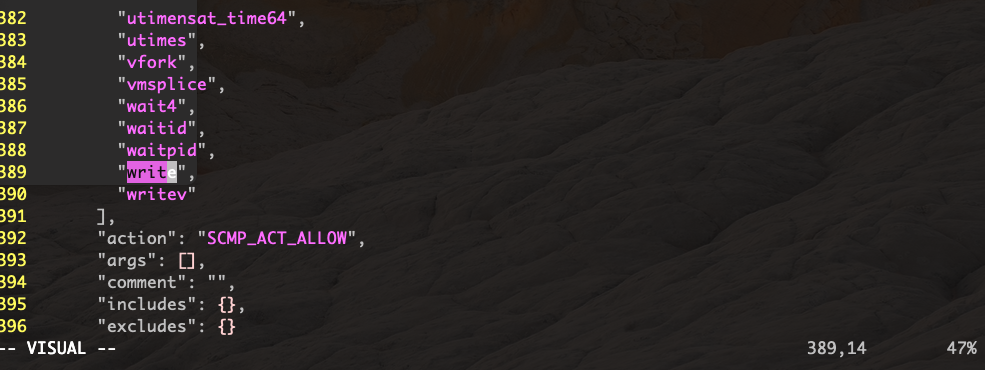 382 "utimensat_time64",
383 "utimes",
384 "vfork",
385 "vmsplice",
386 "wait4",
387 "waitid",
388 "waitpid",
389 "write",
390 "writev"
391 ],
392 "action": "SCMP_ACT_ALLOW",
393 "args": [],
394 "comment": "",
395 "includes": {},
396 "excludes": {}
-- VISUAL -- 389,14 47%